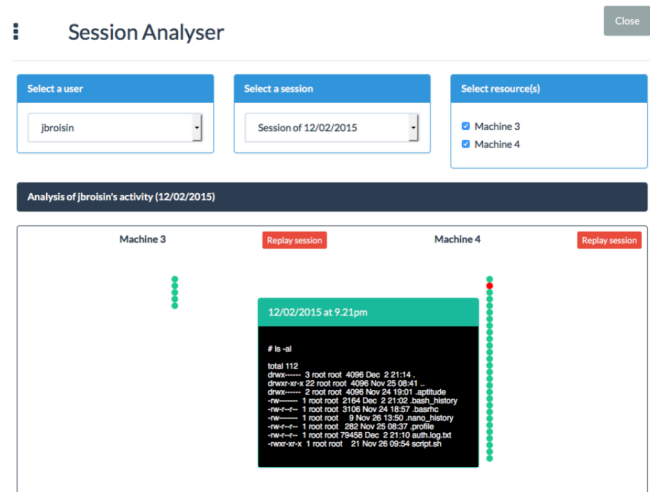 Session Analyser
Close
Select a user
Select a session
Select resource(s)
jbroisin
Session of 12/02/2015
Machine 3
Machine 4
Analysis of jbroisin's activity (12/02/2015)
Machine 3
Replay session
Machine 4
Replay session
12/02/2015 at 9.21pm
# ls -al
total 112
drwx------ 3 root root 4096 Dec 2 21:14 .
drwxr-xr-x 22 root root 4096 Nov 25 08:41 ..
drwx------ 2 root root 4096 Nov 24 19:01 .aptitude
-rw------- 1 root root 2164 Dec 2 21:02 .bash_history
-rw-r--r-- 1 root root 3106 Nov 24 18:57 .basrhc
-rw------- 1 root root 9 Nov 26 13:50 .nano_history
-rw-r--r-- 1 root root 282 Nov 25 08:37 .profile
-rw-r--r-- 1 root root 79458 Dec 2 21:10 auth.log.txt
-rwxr-xr-x 1 root root 21 Nov 26 09:54 script.sh